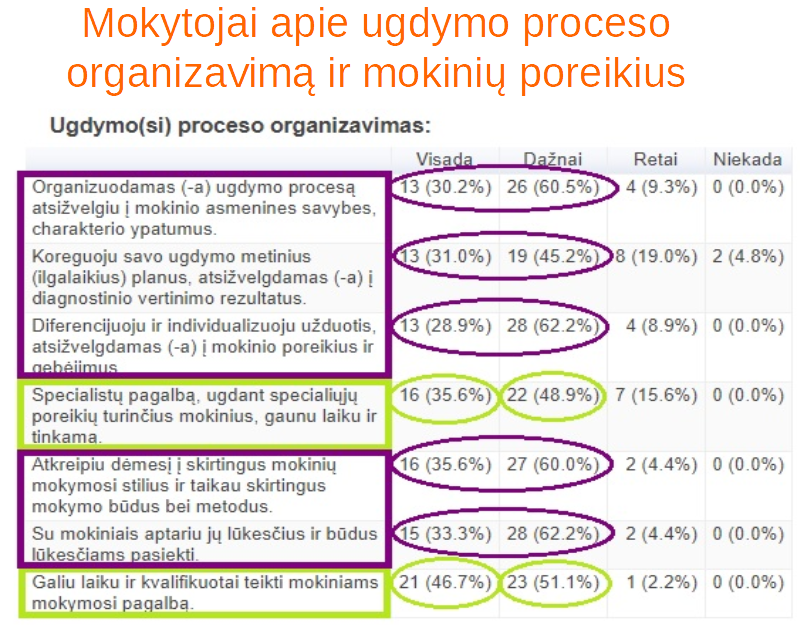 Mokytojai apie ugdymo proceso
organizavimą ir mokinių poreikius
Ugdymo(si) proceso organizavimas:
Visada Dažnai Retai Niekada
Organizuodamas (-a) ugdymo procesą
atsižvelgiu į mokinio asmenines savybes,
charakterio ypatumus.
13 (30.2%) 26 (60.5%) 4 (9.3%) 0 (0.0%)
Koreguoju savo ugdymo metinius
(ilgalaikius) planus, atsižvelgdamas (-a) į
diagnostinio vertinimo rezultatus.
13 (31.0%) 19 (45.2%) 8 (19.0%) 2 (4.8%)
Diferencijuoju ir individualizuoju užduotis,
atsižvelgdamas (-a) į mokinio poreikius ir
gebėjimus.
13 (28.9%) 28 (62.2%) 4 (8.9%) 0 (0.0%)
Specialistų pagalbą, ugdant specialiųjų
poreikių turinčius mokinius, gaunu laiku ir
tinkama.
16 (35.6%) 22 (48.9%) 7 (15.6%) 0 (0.0%)
Atkreipiu dėmesį į skirtingus mokinių
mokymosi stilius ir taikau skirtingus
mokymo būdus bei metodus.
16 (35.6%) 27 (60.0%) 2 (4.4%) 0 (0.0%)
Su mokiniais aptariu jų lūkesčius ir būdus
lūkesčiams pasiekti.
15 (33.3%) 28 (62.2%) 2 (4.4%) 0 (0.0%)
Galiu laiku ir kvalifikuotai teikti mokiniams
mokymosi pagalbą.
21 (46.7%) 23 (51.1%) 1 (2.2%) 0 (0.0%)